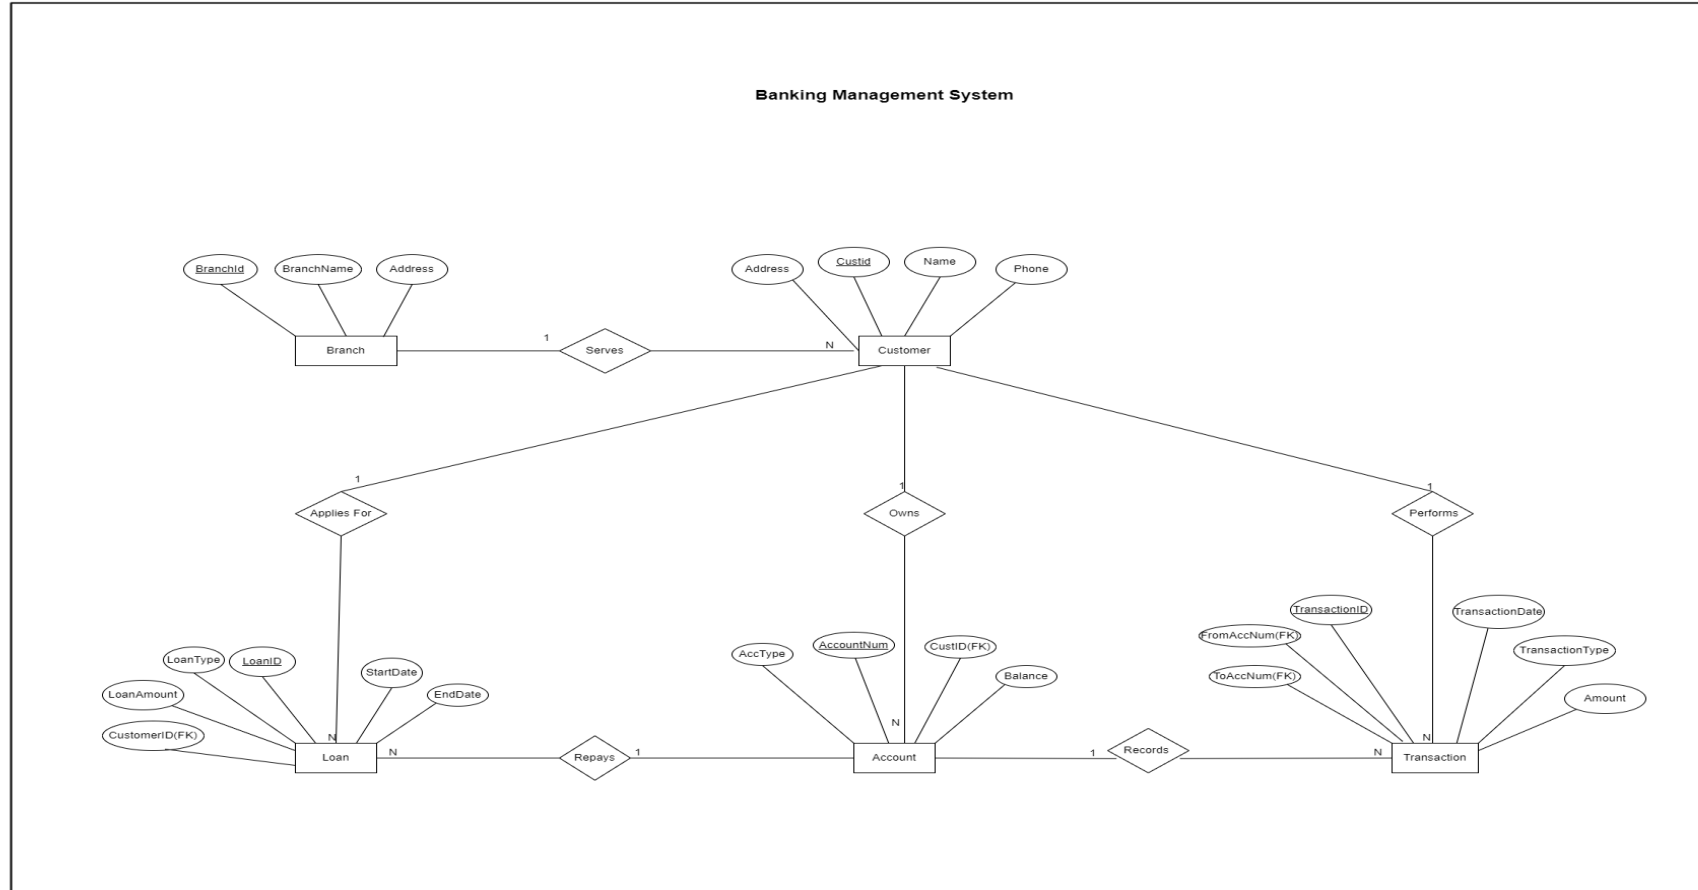 Banking Management System
BranchId
BranchName
Address
Address
Custid
Name
Phone
Branch
1
Serves
N
Customer
1
1
1
Applies For
Owns
Performs
LoanType
LoanID
StartDate
LoanAmount
EndDate
CustomerID(FK)
AccType
AccountNum
CustID(FK)
Balance
TransactionID
TransactionDate
FromAccNum(FK)
TransactionType
ToAccNum(FK)
Amount
N
N
N
Loan
N
Repays
1
Account
1
Records
N
Transaction